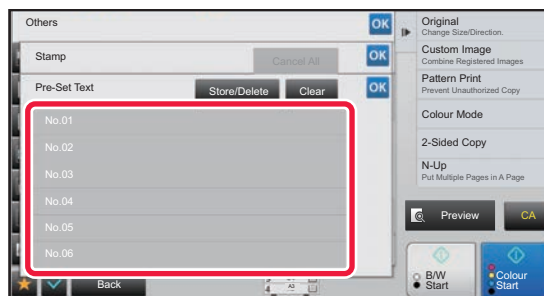 Others
OK
Stamp
Cancel All
OK
Pre-Set Text
Store/Delete
Clear
OK
No.01
No.02
No.03
No.04
No.05
No.06
Back
A3
Original
Change Size/Direction.
Custom Image
Combine Registered Images
Pattern Print
Prevent Unauthorized Copy
Colour Mode
2-Sided Copy
N-Up
Put Multiple Pages in A Page
Preview
CA
B/W
Start
Colour
Start